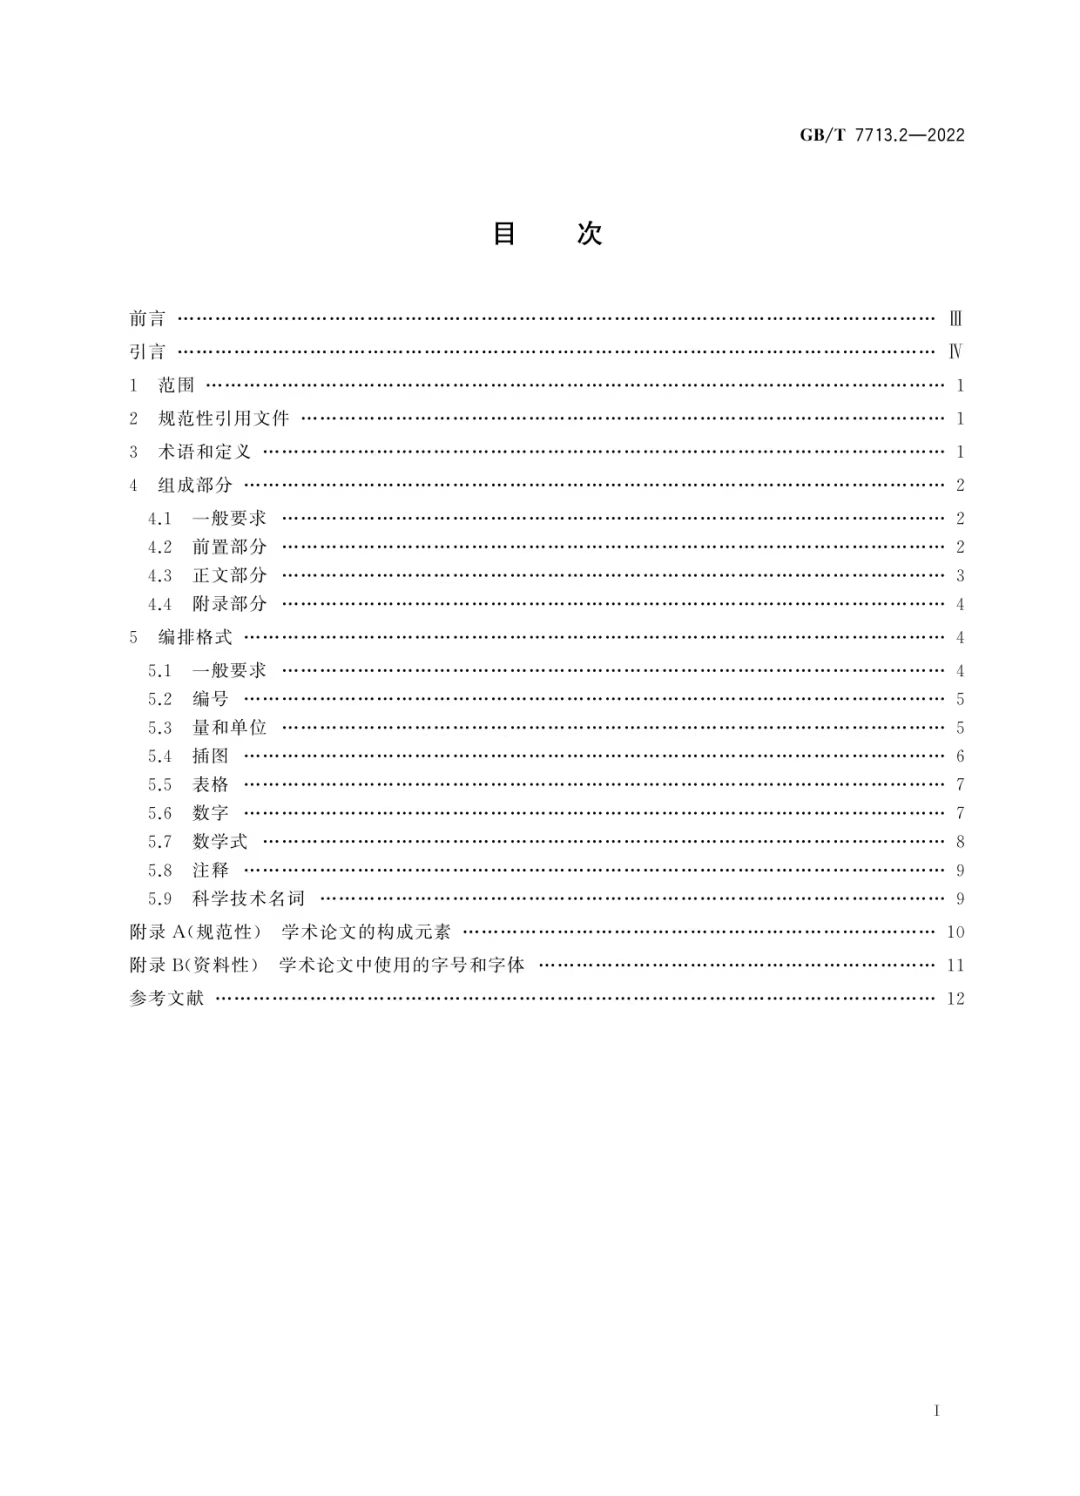 GB/T 7713.2—2022
目 次
前言 …………………………………………………………………………………………………………… Ⅲ
引言 …………………………………………………………………………………………………………… Ⅳ
1 范围 ………………………………………………………………………………………………………… 1
2 规范性引用文件 …………………………………………………………………………………………… 1
3 术语和定义 ………………………………………………………………………………………………… 1
4 组成部分 …………………………………………………………………………………………………… 2
4.1 一般要求 ………………………………………………………………………………………………… 2
4.2 前置部分 ………………………………………………………………………………………………… 2
4.3 正文部分 ………………………………………………………………………………………………… 3
4.4 附录部分 ………………………………………………………………………………………………… 4
5 编排格式 …………………………………………………………………………………………………… 4
5.1 一般要求 ………………………………………………………………………………………………… 4
5.2 编号 ……………………………………………………………………………………………………… 5
5.3 量和单位 ………………………………………………………………………………………………… 5
5.4 插图 ……………………………………………………………………………………………………… 6
5.5 表格 ……………………………………………………………………………………………………… 7
5.6 数字 ……………………………………………………………………………………………………… 7
5.7 数学式 …………………………………………………………………………………………………… 8
5.8 注释 ……………………………………………………………………………………………………… 9
5.9 科学技术名词 …………………………………………………………………………………………… 9
附录 A(规范性) 学术论文的构成元素 ………………………………………………………………… 10
附录 B(资料性) 学术论文中使用的字号和字体 ……………………………………………………… 11
参考文献 ……………………………………………………………………………………………………… 12
I